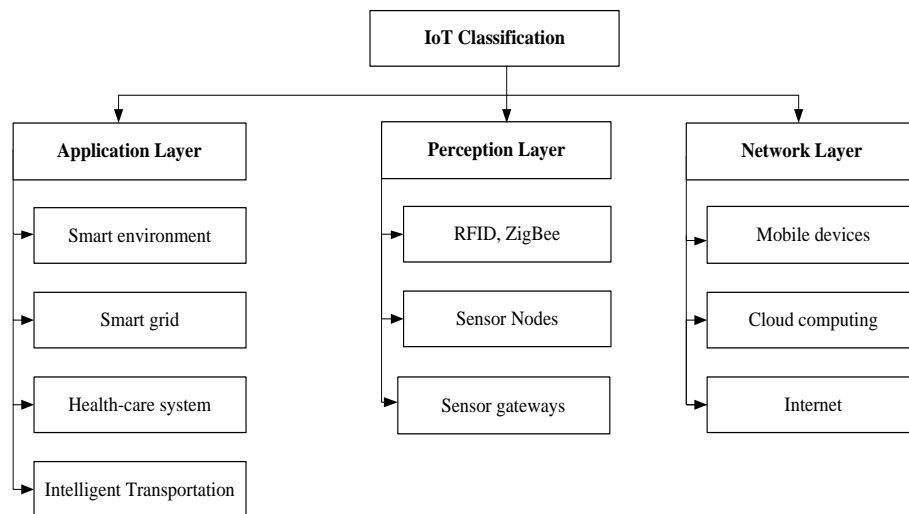 IoT Classification
Application Layer
Smart environment
Smart grid
Health-care system
Intelligent Transportation
Perception Layer
RFID, ZigBee
Sensor Nodes
Sensor gateways
Network Layer
Mobile devices
Cloud computing
Internet